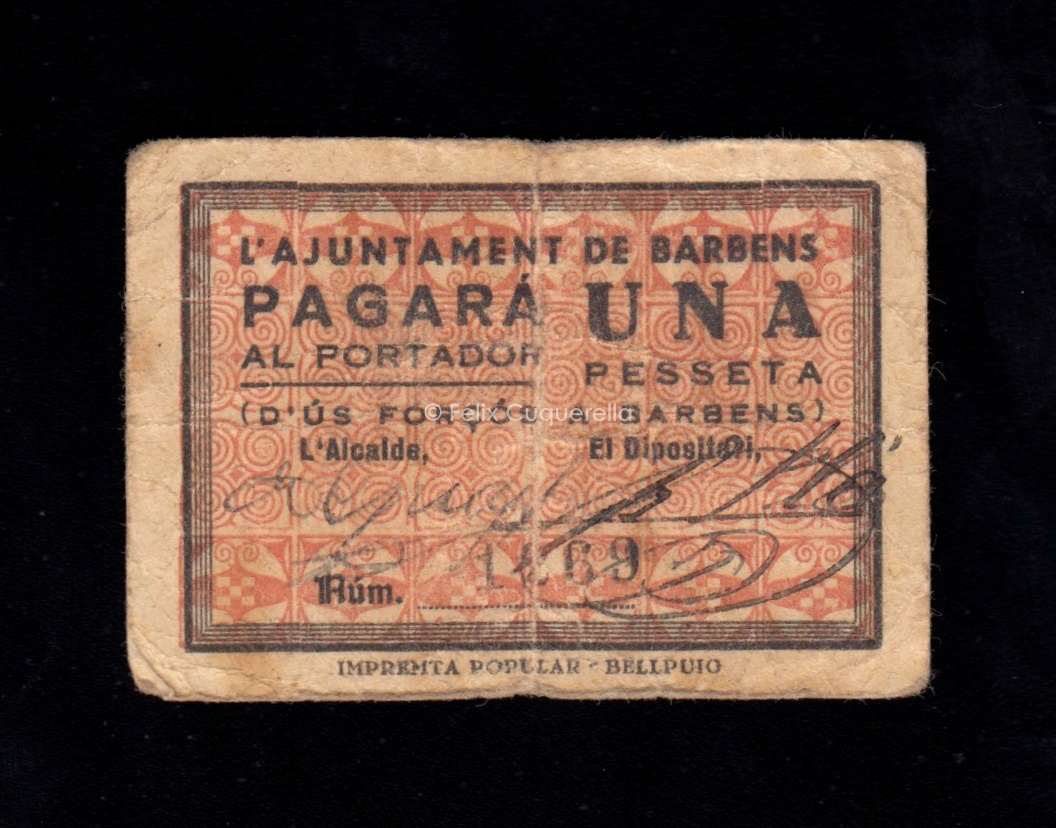 L'AJUNTAMENT DE BARBENS
PAGARÁ UNA
AL PORTADOR PESSETA
(D'ÚS FORÇÓS A BARBENS)
© Felix Cuquerella
L'Alcalde, El Dipositari,
Núm.
IMPREMTA POPULAR - BELLPUIG